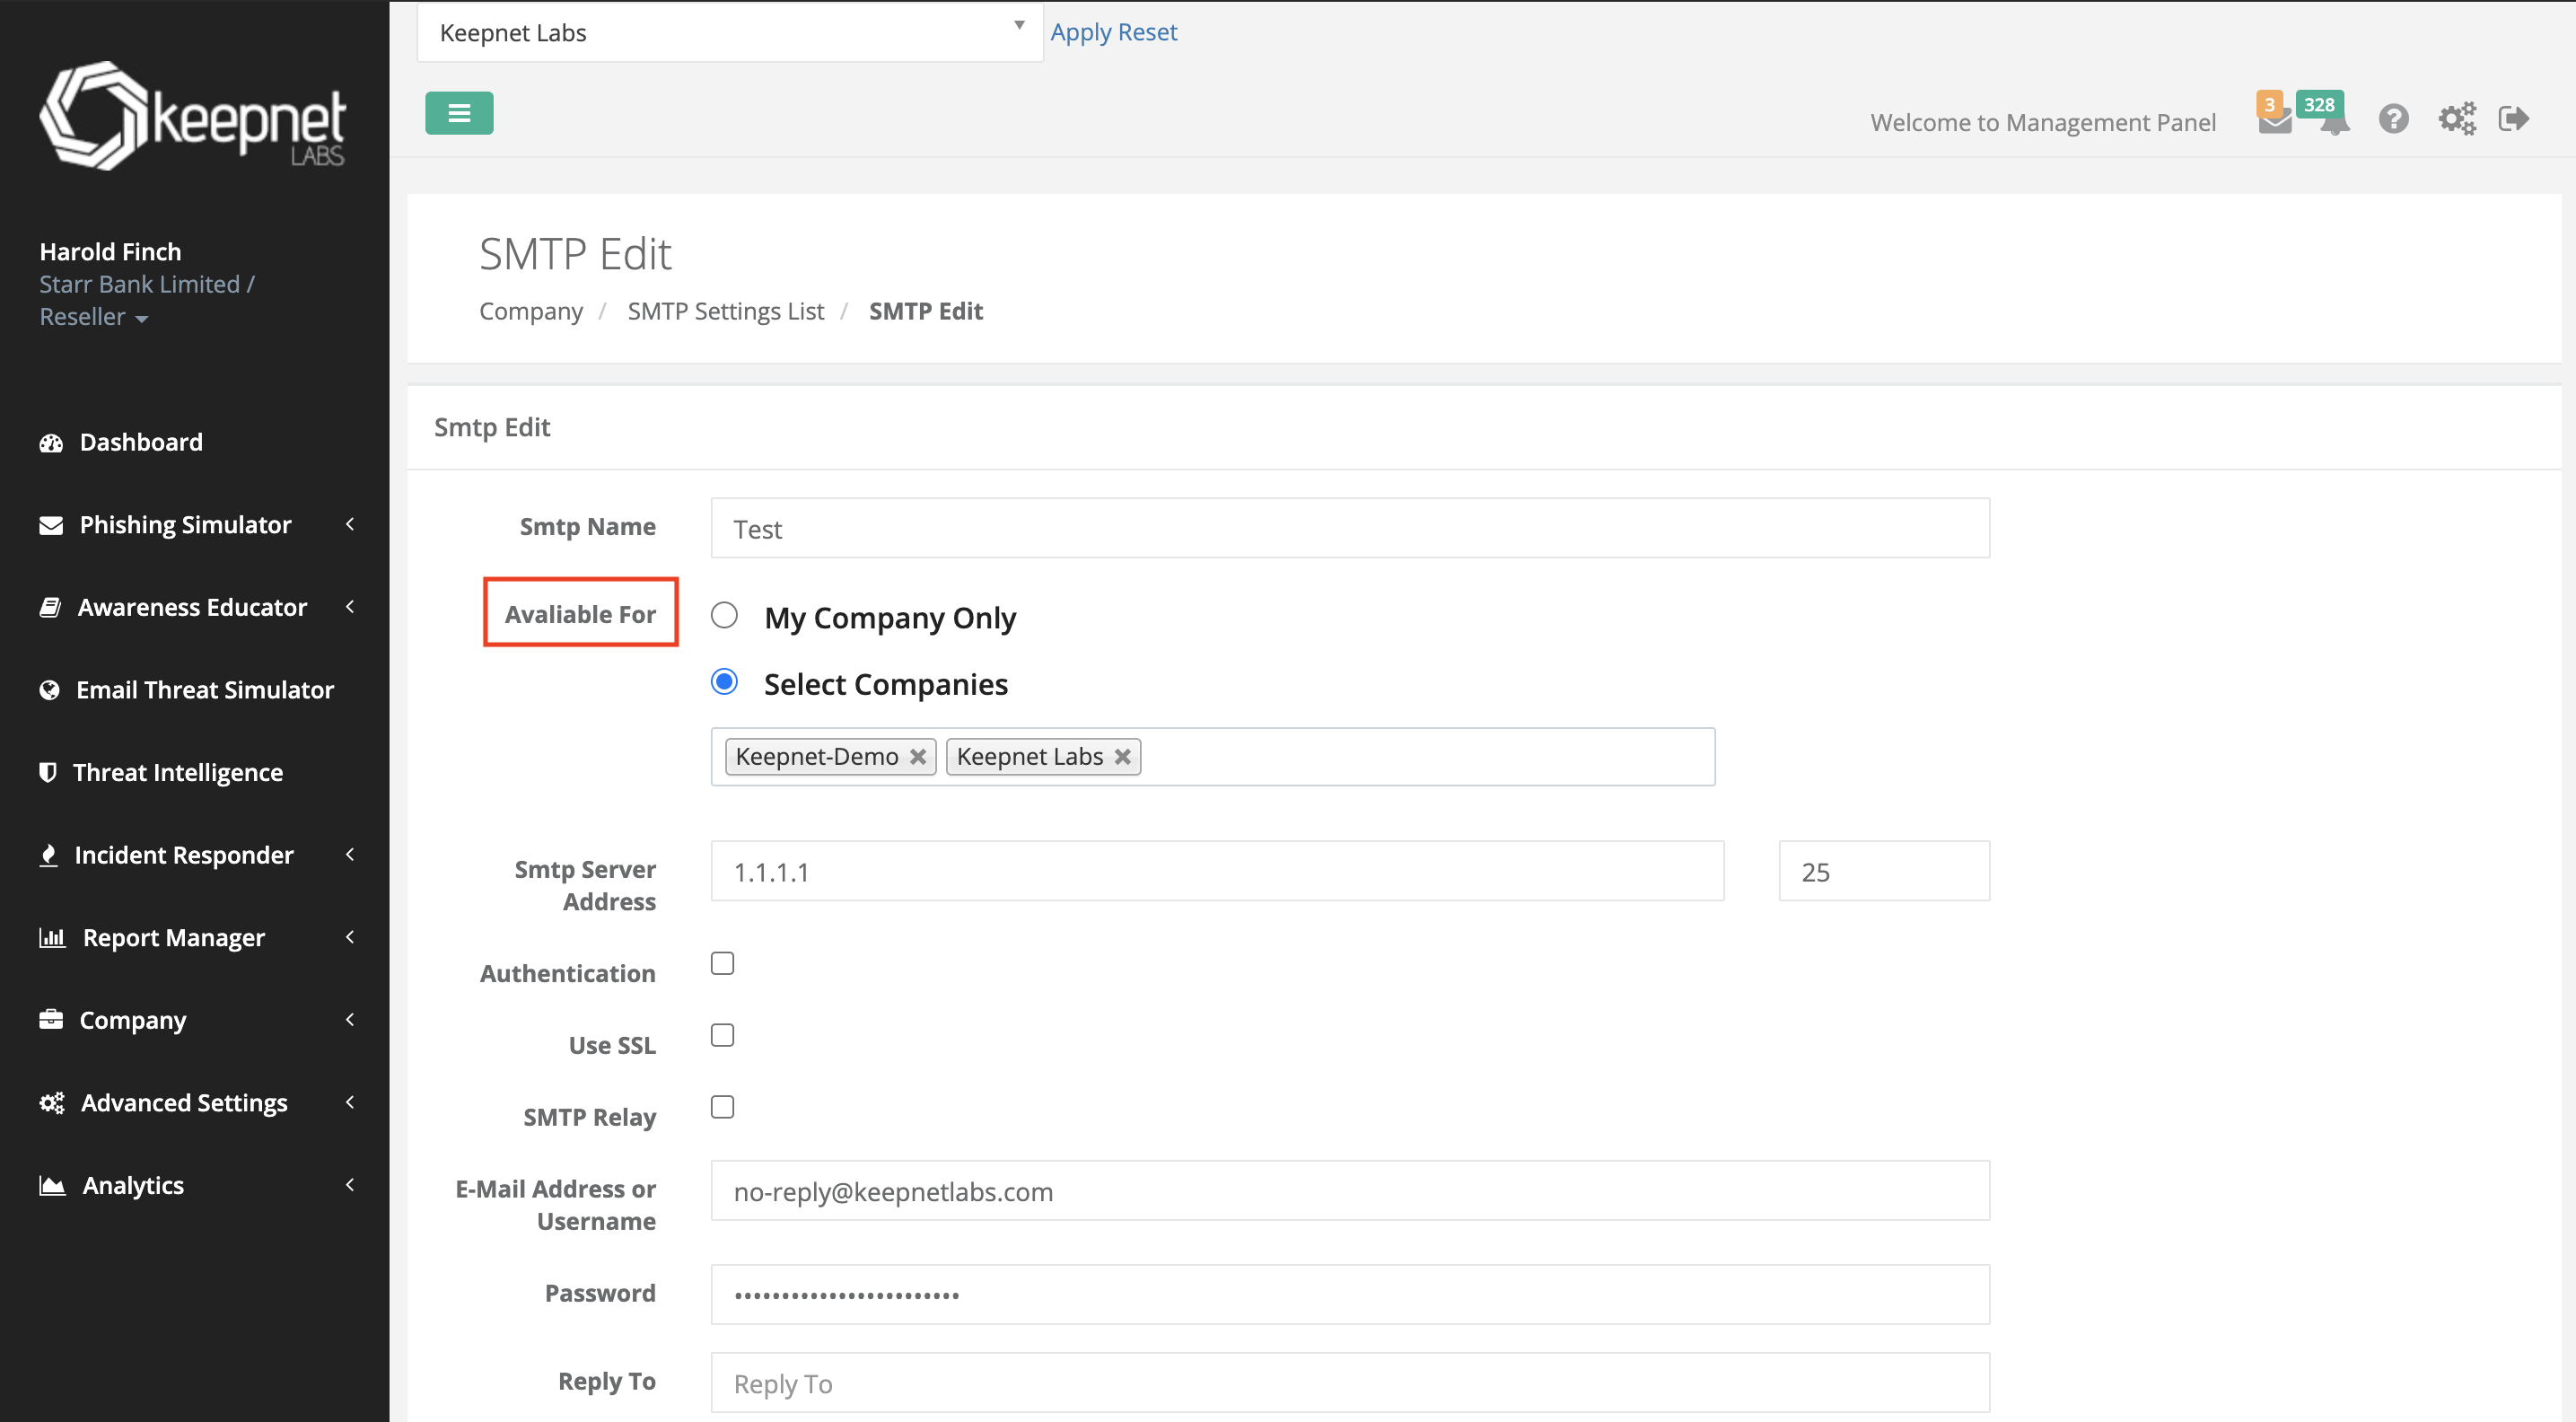 Keepnet Labs
Apply Reset
keepnet
LABS
Welcome to Management Panel
3
328
Harold Finch
Starr Bank Limited /
Reseller
Dashboard
Phishing Simulator
Awareness Educator
Email Threat Simulator
Threat Intelligence
Incident Responder
Report Manager
Company
Advanced Settings
Analytics
SMTP Edit
Company / SMTP Settings List / SMTP Edit
Smtp Edit
Smtp Name
Test
Avaliable For
My Company Only
Select Companies
Keepnet-Demo
Keepnet Labs
Smtp Server
Address
1.1.1.1
25
Authentication
Use SSL
SMTP Relay
E-Mail Address or
Username
no-reply@keepnetlabs.com
Password
Reply To
Reply To